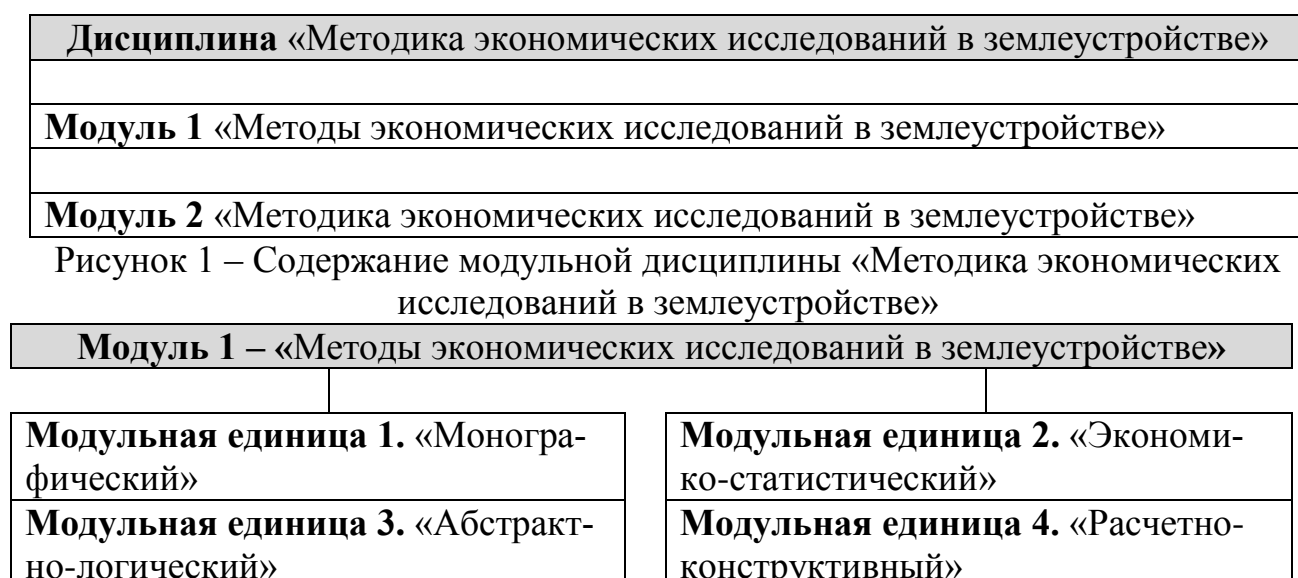 Дисциплина «Методика экономических исследований в землеустройстве»
Модуль 1 «Методы экономических исследований в землеустройстве»
Модуль 2 «Методика экономических исследований в землеустройстве»
Рисунок 1 – Содержание модульной дисциплины «Методика экономических
исследований в землеустройстве»
Модуль 1 – «Методы экономических исследований в землеустройстве»
Модульная единица 1. «Моногра-
фический»
Модульная единица 2. «Экономи-
ко-статистический»
Модульная единица 3. «Абстракт-
но-логический»
Модульная единица 4. «Расчетно-
конструктивный»